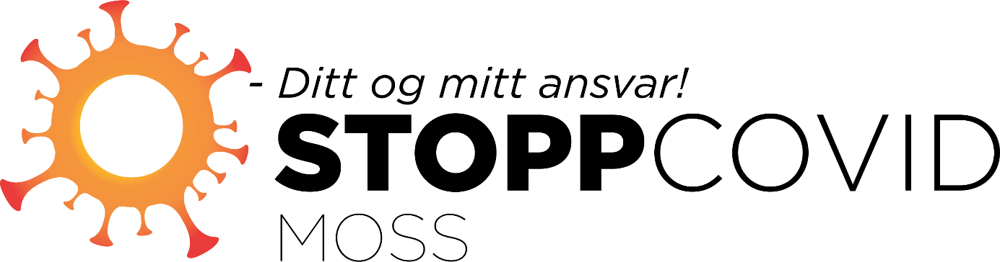 - Ditt og mitt ansvar!
STOPPCOVID
MOSS